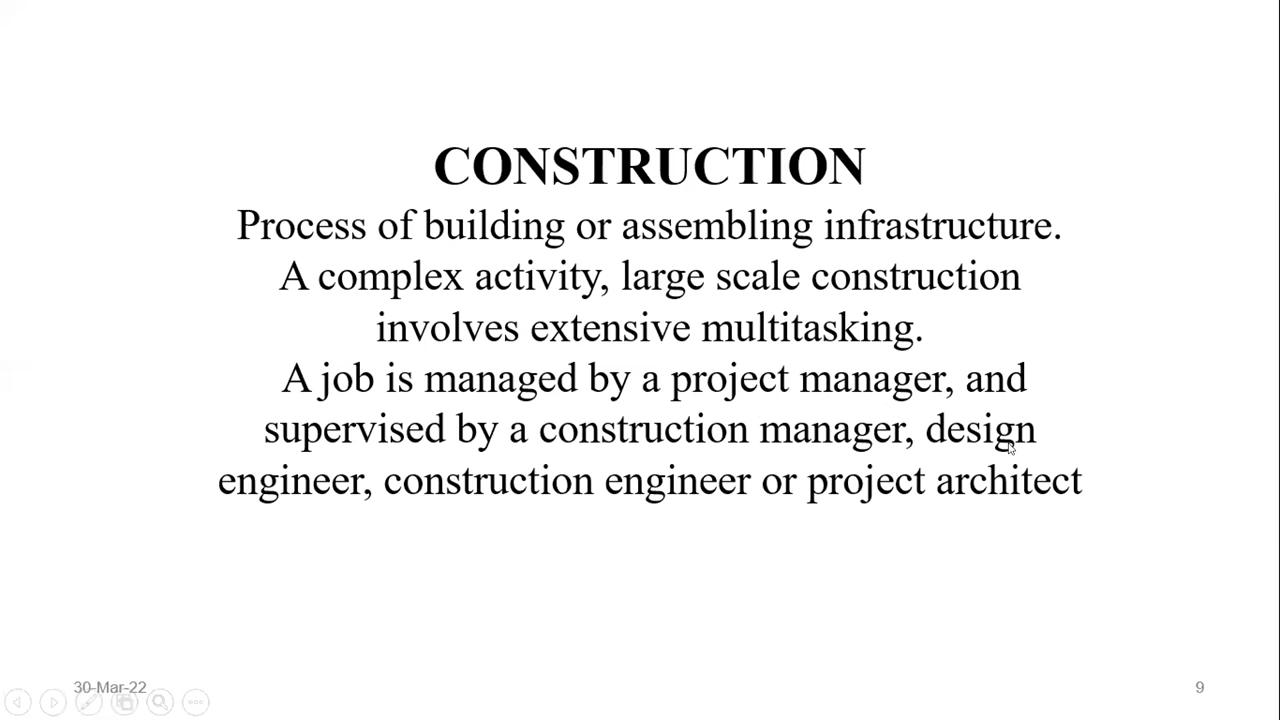 CONSTRUCTION
Process of building or assembling infrastructure.
A complex activity, large scale construction
involves extensive multitasking.
A job is managed by a project manager, and
supervised by a construction manager, design
engineer, construction engineer or project architect
30-Mar-22
9